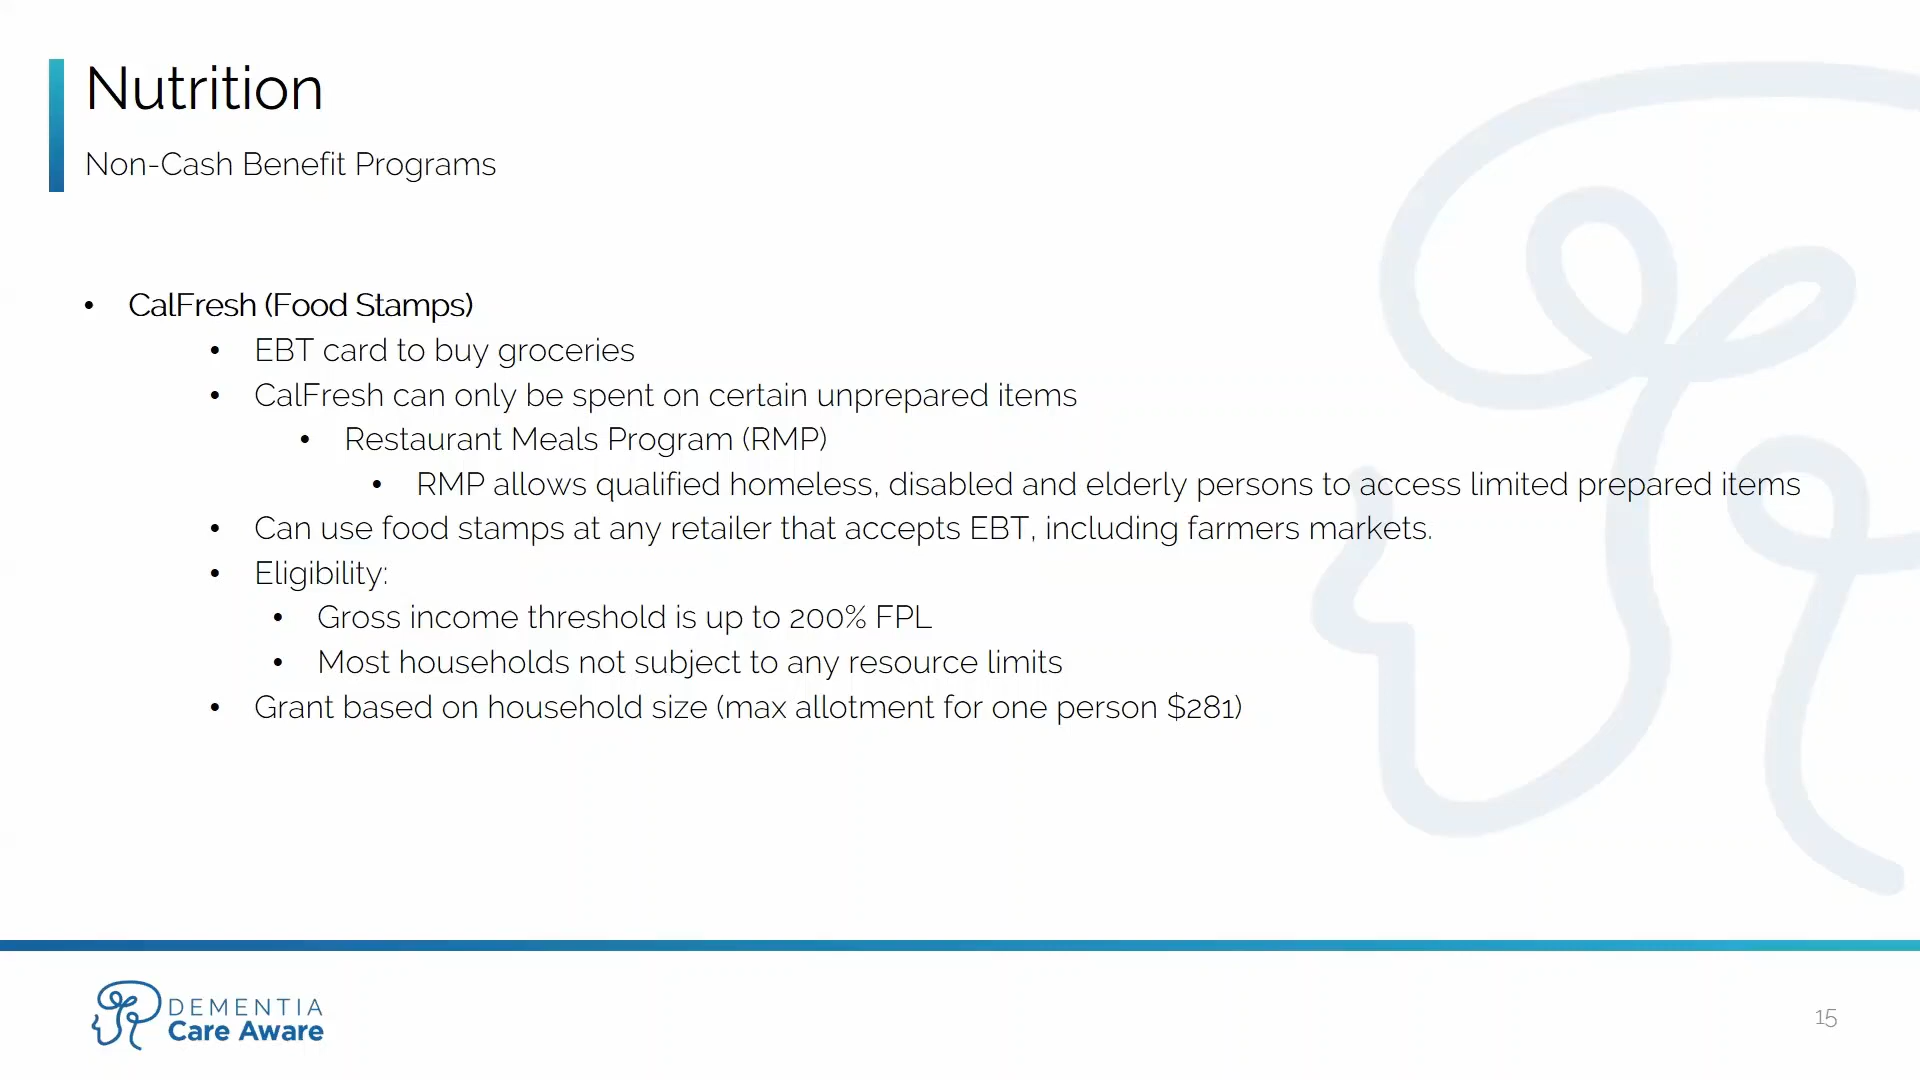 Nutrition
Non-Cash Benefit Programs
• CalFresh (Food Stamps)
• EBT card to buy groceries
• CalFresh can only be spent on certain unprepared items
• Restaurant Meals Program (RMP)
• RMP allows qualified homeless, disabled and elderly persons to access limited prepared items
• Can use food stamps at any retailer that accepts EBT, including farmers markets.
• Eligibility:
• Gross income threshold is up to 200% FPL
• Most households not subject to any resource limits
• Grant based on household size (max allotment for one person $281)
DEMENTIA
Care Aware
15